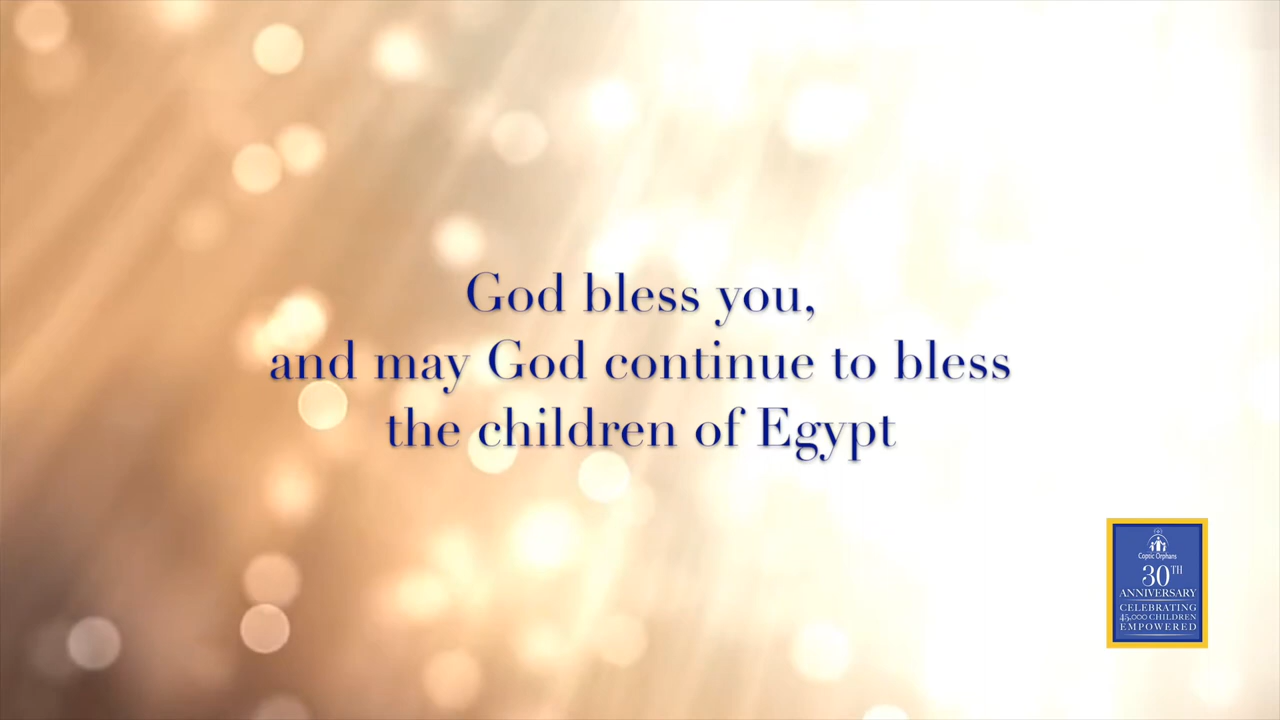 God bless you,
and may God continue to bless
the children of Egypt
Coptic Orphans
30TH
ANNIVERSARY
CELEBRATING
45,000 CHILDREN
EMPOWERED